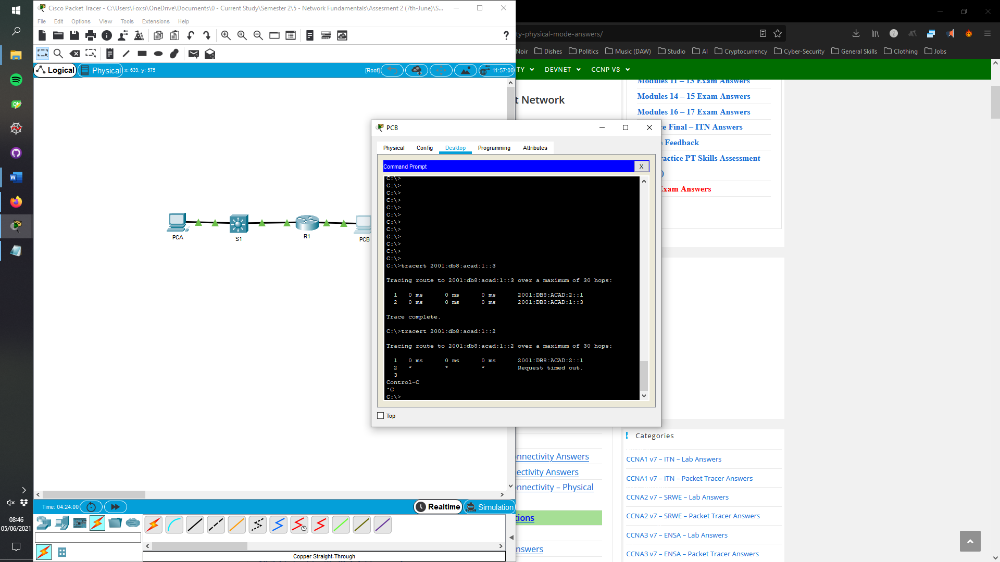 Cisco Packet Tracer - C:\Users\Foxsi\OneDrive\Documents\0 - Current Study\Semester 2\5 - Network Fundamentals\Assesment 2 (7th-June)\S...
File Edit Options View Tools Extensions Help
?
Logical Physical x: 639, y: 575 [Root] 11:57:00
PCA
S1
R1
PCB
Time: 04:24:00 Realtime Simulation
Copper Straight-Through
08:46
05/06/2021
PCB
Physical Config Desktop Programming Attributes
Command Prompt X
C:\>
C:\>
C:\>
C:\>
C:\>
C:\>
C:\>
C:\>
C:\>
C:\>
C:\>
C:\>
C:\>tracert 2001:db8:acad:1::3
Tracing route to 2001:db8:acad:1::3 over a maximum of 30 hops:
1 0 ms 0 ms 0 ms 2001:DB8:ACAD:2::1
2 0 ms 0 ms 0 ms 2001:DB8:ACAD:1::3
Trace complete.
C:\>tracert 2001:db8:acad:1::2
Tracing route to 2001:db8:acad:1::2 over a maximum of 30 hops:
1 0 ms 0 ms 0 ms 2001:DB8:ACAD:2::1
2 * * * Request timed out.
3
Control-C
^C
C:\>
Top
ty-physical-mode-answers/
Noir Dishes Politics Music (DAW) Studio AI Cryptocurrency Cyber-Security General Skills Clothing Jobs
TY DEVNET CCNP V8
t Network
Modules 11 – 13 Exam Answers
Modules 14 – 15 Exam Answers
Modules 16 – 17 Exam Answers
e Final – ITN Answers
e Feedback
ractice PT Skills Assessment
)
Exam Answers
onnectivity Answers
ectivity Answers
onnectivity – Physical
tions
nswers
Categories
CCNA1 v7 – ITN – Lab Answers
CCNA1 v7 – ITN – Packet Tracer Answers
CCNA2 v7 – SRWE – Lab Answers
CCNA2 v7 – SRWE – Packet Tracer Answers
CCNA3 v7 – ENSA – Lab Answers
CCNA3 v7 – ENSA – Packet Tracer Answers